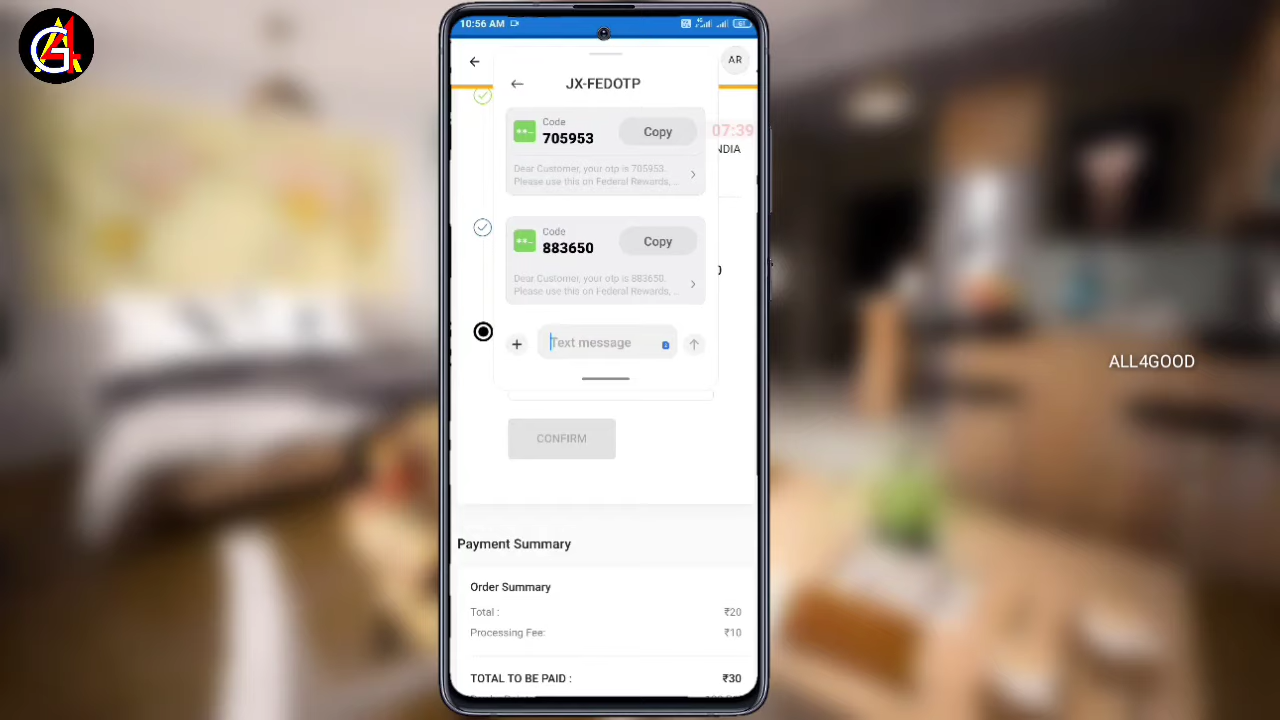 10:56 AM
AR
JX-FEDOTP
Code
705953
Copy
07:39
NDIA
Dear Customer, your otp is 705953.
Please use this on Federal Rewards, ...
Code
883650
Copy
Dear Customer, your otp is 883650.
Please use this on Federal Rewards, ...
Text message
ALL4GOOD
CONFIRM
Payment Summary
Order Summary
Total : ₹20
Processing Fee: ₹10
TOTAL TO BE PAID : ₹30